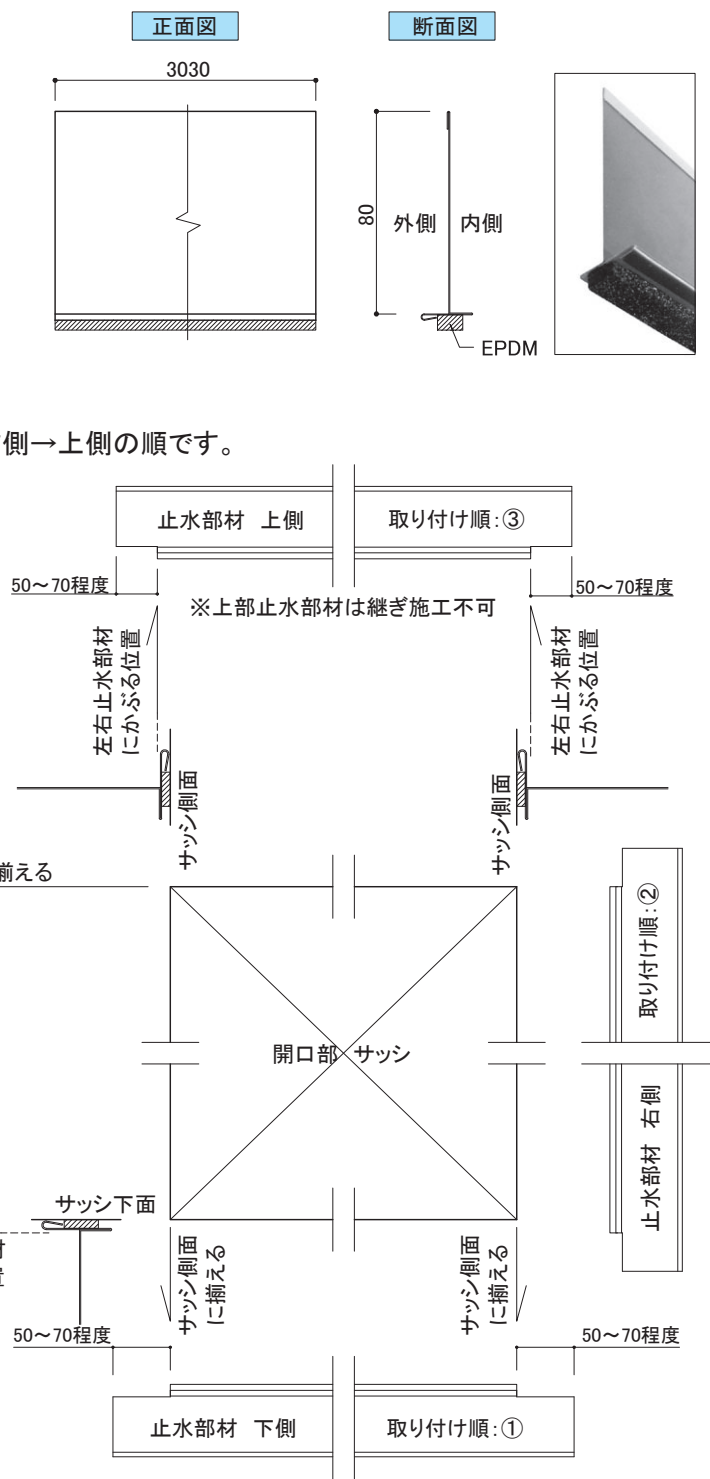 正面図
断面図
3030
80
外側
内側
EPDM
側→上側の順です。
止水部材 上側
取り付け順:③
50~70程度
50~70程度
※上部止水部材は継ぎ施工不可
左右止水部材
にかぶる位置
左右止水部材
にかぶる位置
サッシ側面
サッシ側面
揃える
取り付け順:②
止水部材 右側
開口部 サッシ
サッシ下面
サッシ側面
に揃える
サッシ側面
に揃える
50~70程度
50~70程度
止水部材 下側
取り付け順:①